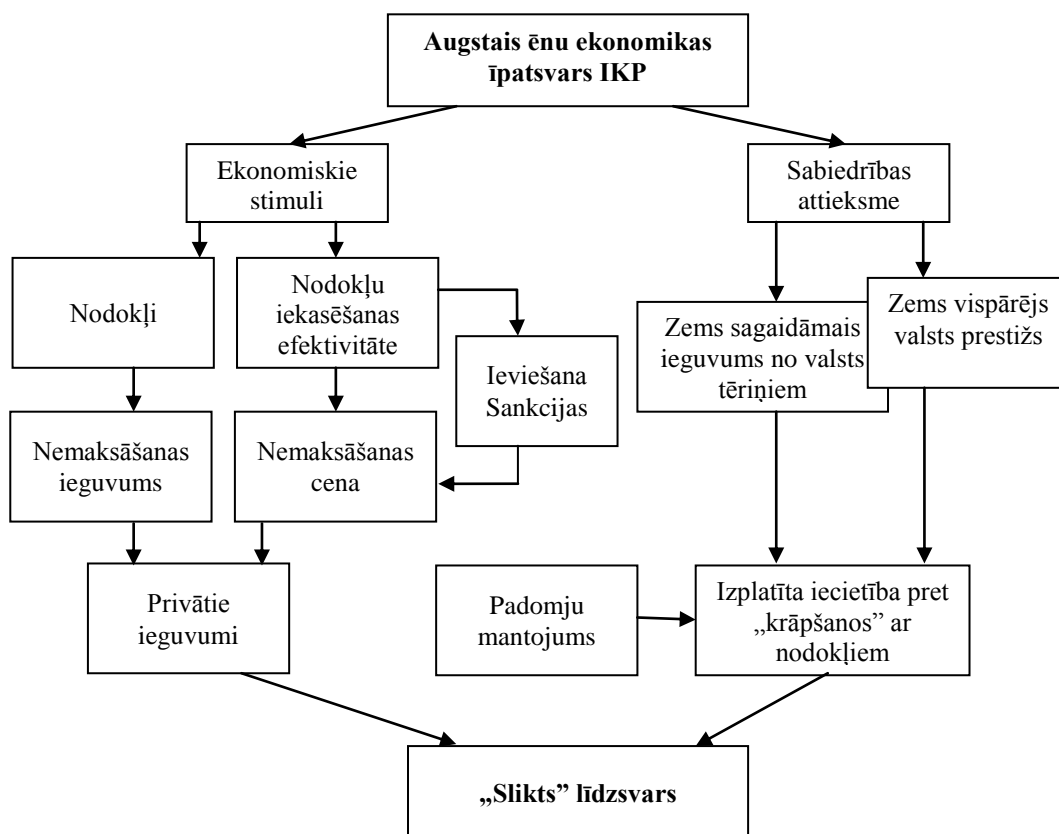 Augstais ēnu ekonomikas
īpatsvars IKP
Ekonomiskie
stimuli
Sabiedrības
attieksme
Nodokļi
Nodokļu
iekasēšanas
efektivitāte
Ieviešana
Sankcijas
Zems sagaidāmais
ieguvums no valsts
tēriņiem
Zems vispārējs
valsts prestižs
Nemaksāšanas
ieguvums
Nemaksāšanas
cena
Privātie
ieguvumi
Padomju
mantojums
Izplatīta iecietība pret
„krāpšanos” ar
nodokļiem
„Slikts” līdzsvars